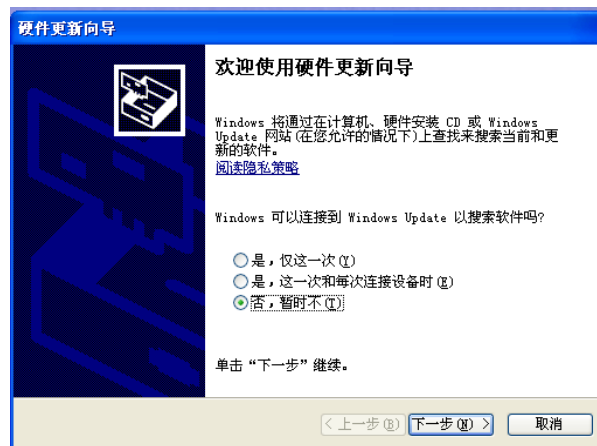 硬件更新向导
欢迎使用硬件更新向导
Windows 将通过在计算机、硬件安装 CD 或 Windows
Update 网站(在您允许的情况下)上查找来搜索当前和更
新的软件。
阅读隐私策略
Windows 可以连接到 Windows Update 以搜索软件吗?
是，仅这一次(Y)
是，这一次和每次连接设备时(E)
否，暂时不(T)
单击“下一步”继续。
< 上一步(B) 下一步(N) > 取消